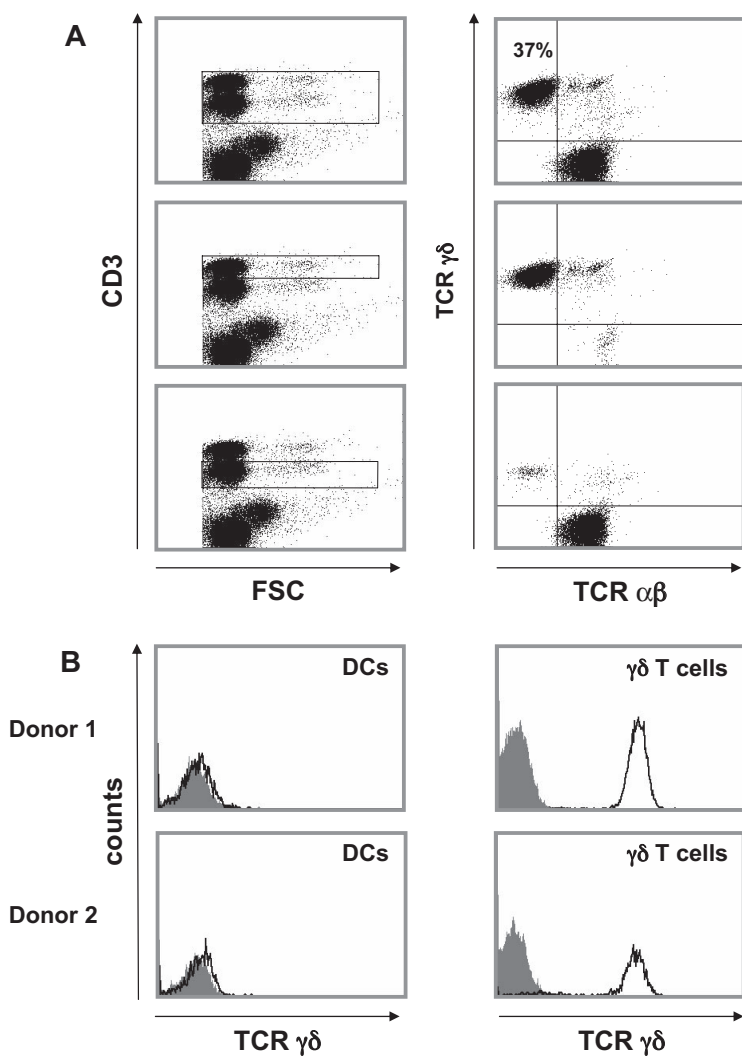 A
37%
CD3
TCR γδ
FSC
TCR αβ
B
DCs
γδ T cells
Donor 1
counts
DCs
γδ T cells
Donor 2
TCR γδ
TCR γδ